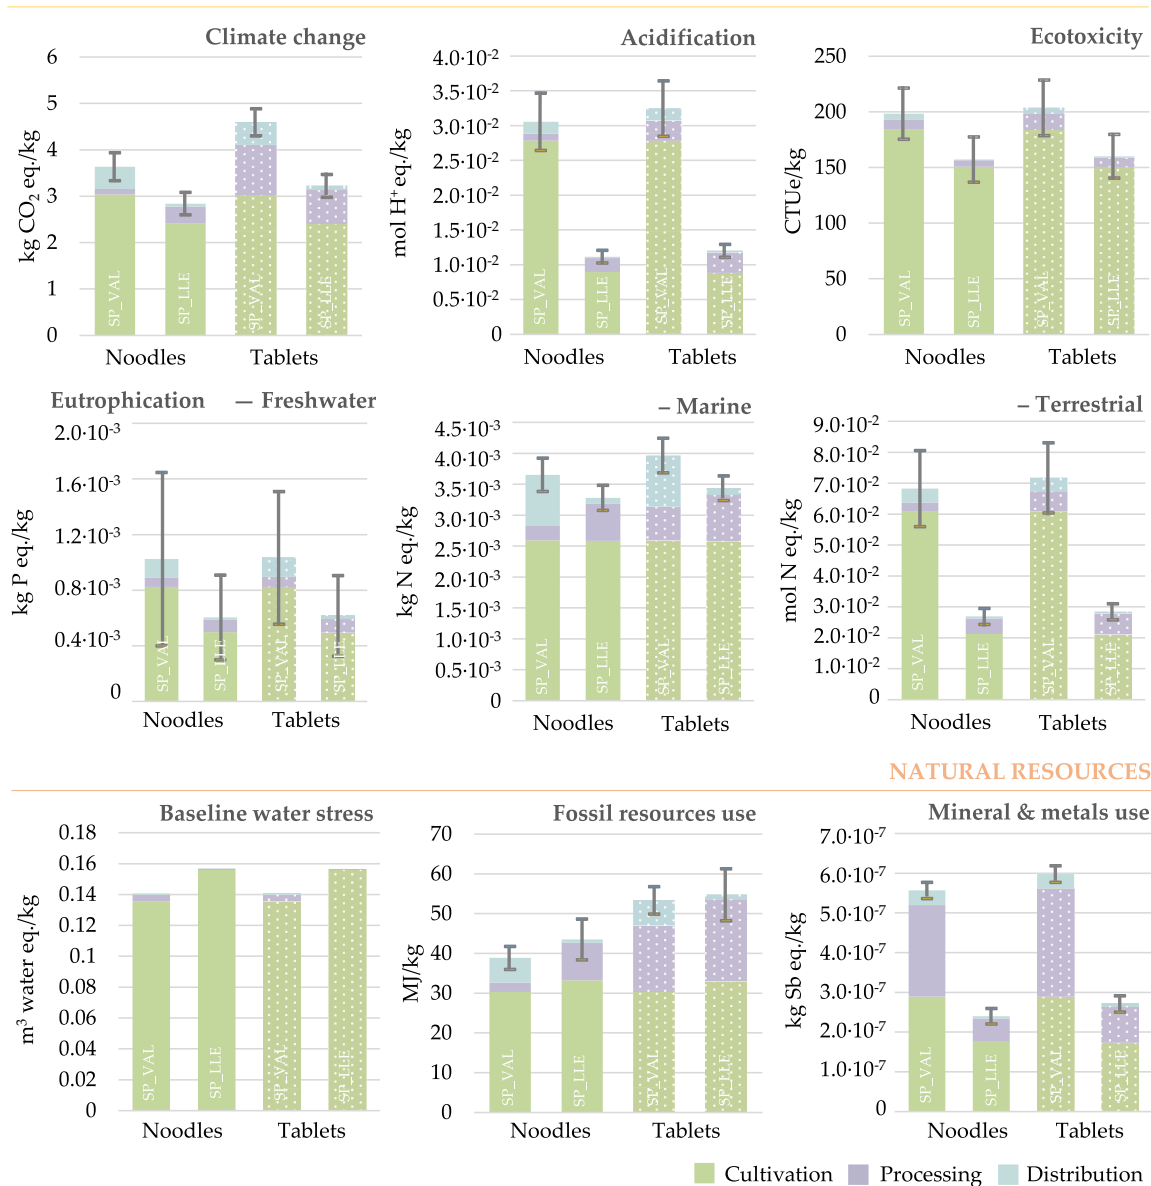 Climate change
kg CO2 eq./kg
6
5
4
3
2
1
0
SP_VAL
SP_LLE
SP_VAL
SP_LLE
Noodles
Tablets
Acidification
mol H+ eq./kg
4.0·10-2
3.5·10-2
3.0·10-2
2.5·10-2
2.0·10-2
1.5·10-2
1.0·10-2
0.5·10-2
0
SP_VAL
SP_LLE
SP_VAL
SP_LLE
Noodles
Tablets
Ecotoxicity
CTUe/kg
250
200
150
100
50
0
SP_VAL
SP_LLE
SP_VAL
SP_LLE
Noodles
Tablets
Eutrophication — Freshwater
kg P eq./kg
2.0·10-3
1.6·10-3
1.2·10-3
0.8·10-3
0.4·10-3
0
SP_VAL
SP_LLE
SP_VAL
SP_LLE
Noodles
Tablets
– Marine
kg N eq./kg
4.5·10-3
4.0·10-3
3.5·10-3
3.0·10-3
2.5·10-3
2.0·10-3
1.5·10-3
1.0·10-3
0.5·10-3
0
SP_VAL
SP_LLE
SP_VAL
SP_LLE
Noodles
Tablets
– Terrestrial
mol N eq./kg
9.0·10-2
8.0·10-2
7.0·10-2
6.0·10-2
5.0·10-2
4.0·10-2
3.0·10-2
2.0·10-2
1.0·10-2
0
SP_VAL
SP_LLE
SP_VAL
SP_LLE
Noodles
Tablets
NATURAL RESOURCES
Baseline water stress
m3 water eq./kg
0.18
0.16
0.14
0.12
0.1
0.08
0.06
0.04
0.02
0
SP_VAL
SP_LLE
SP_VAL
SP_LLE
Noodles
Tablets
Fossil resources use
MJ/kg
70
60
50
40
30
20
10
0
SP_VAL
SP_LLE
SP_VAL
SP_LLE
Noodles
Tablets
Mineral & metals use
kg Sb eq./kg
7.0·10-7
6.0·10-7
5.0·10-7
4.0·10-7
3.0·10-7
2.0·10-7
1.0·10-7
0
SP_VAL
SP_LLE
SP_VAL
SP_LLE
Noodles
Tablets
Cultivation
Processing
Distribution